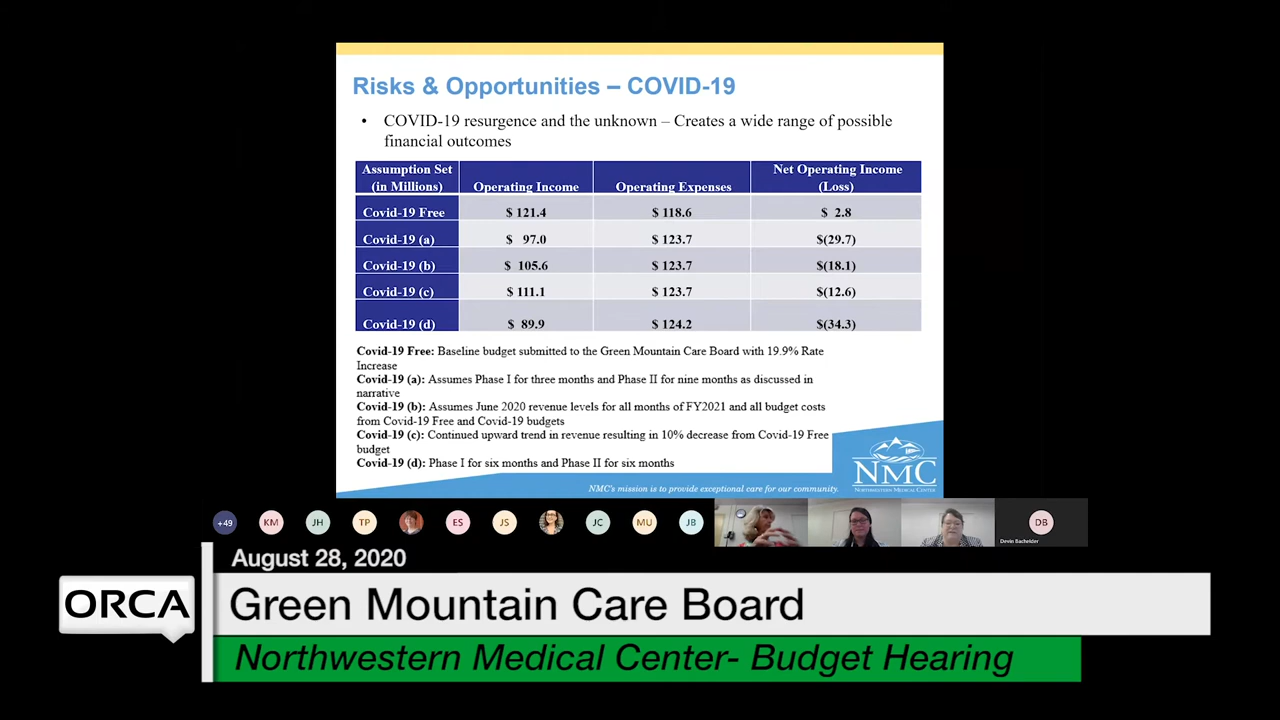 Risks & Opportunities – COVID-19
• COVID-19 resurgence and the unknown – Creates a wide range of possible
financial outcomes
Assumption Set (in Millions) Operating Income Operating Expenses Net Operating Income (Loss)
Covid-19 Free $ 121.4 $ 118.6 $ 2.8
Covid-19 (a) $ 97.0 $ 123.7 $(29.7)
Covid-19 (b) $ 105.6 $ 123.7 $(18.1)
Covid-19 (c) $ 111.1 $ 123.7 $(12.6)
Covid-19 (d) $ 89.9 $ 124.2 $(34.3)
Covid-19 Free: Baseline budget submitted to the Green Mountain Care Board with 19.9% Rate
Increase
Covid-19 (a): Assumes Phase I for three months and Phase II for nine months as discussed in
narrative
Covid-19 (b): Assumes June 2020 revenue levels for all months of FY2021 and all budget costs
from Covid-19 Free and Covid-19 budgets
Covid-19 (c): Continued upward trend in revenue resulting in 10% decrease from Covid-19 Free
budget
Covid-19 (d): Phase I for six months and Phase II for six months
NMC
NORTHWESTERN MEDICAL CENTER
NMC's mission is to provide exceptional care for our community.
+49 KM JH TP ES JS JC MU JB DB
Devin Bachelder
August 28, 2020
ORCA
Green Mountain Care Board
Northwestern Medical Center- Budget Hearing